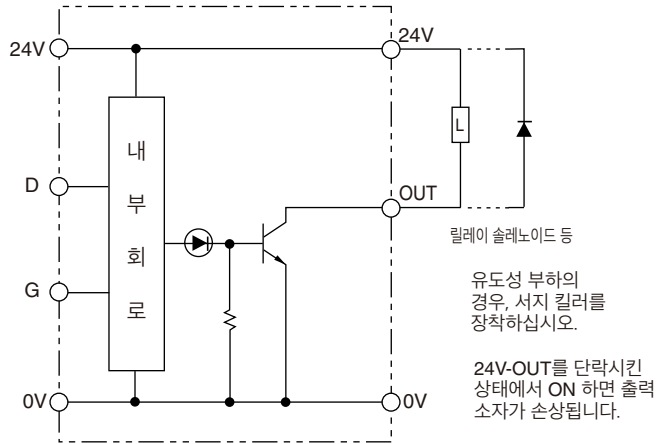 24V
24V
D
G
0V
내
부
회
로
L
OUT
0V
릴레이 솔레노이드 등
유도성 부하의
경우, 서지 킬러를
장착하십시오.
24V-OUT를 단락시킨
상태에서 ON 하면 출력
소자가 손상됩니다.